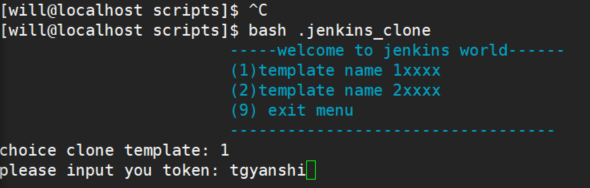 [will@localhost scripts]$ ^C
[will@localhost scripts]$ bash .jenkins_clone
-----welcome to jenkins world------
(1)template name 1xxxx
(2)template name 2xxxx
(9) exit menu
-----------------------------------
choice clone template: 1
please input you token: tgyanshi